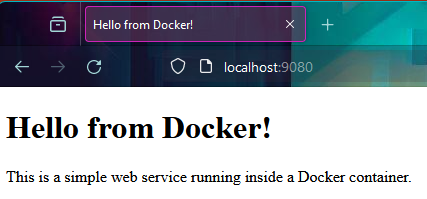 Hello from Docker!
localhost:9080
Hello from Docker!
This is a simple web service running inside a Docker container.